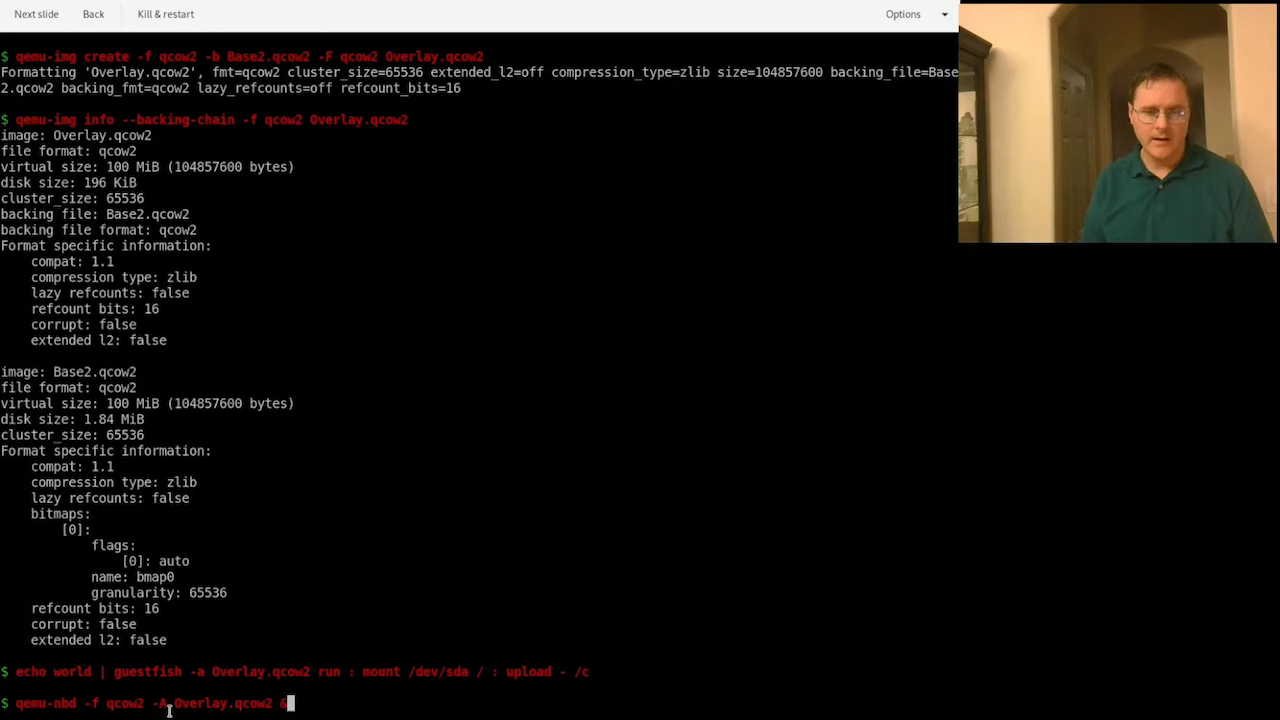 Next slide Back Kill & restart Options
$ qemu-img create -f qcow2 -b Base2.qcow2 -F qcow2 Overlay.qcow2
Formatting 'Overlay.qcow2', fmt=qcow2 cluster_size=65536 extended_l2=off compression_type=zlib size=104857600 backing_file=Base
2.qcow2 backing_fmt=qcow2 lazy_refcounts=off refcount_bits=16
$ qemu-img info --backing-chain -f qcow2 Overlay.qcow2
image: Overlay.qcow2
file format: qcow2
virtual size: 100 MiB (104857600 bytes)
disk size: 196 KiB
cluster_size: 65536
backing file: Base2.qcow2
backing file format: qcow2
Format specific information:
    compat: 1.1
    compression type: zlib
    lazy refcounts: false
    refcount bits: 16
    corrupt: false
    extended l2: false
image: Base2.qcow2
file format: qcow2
virtual size: 100 MiB (104857600 bytes)
disk size: 1.84 MiB
cluster_size: 65536
Format specific information:
    compat: 1.1
    compression type: zlib
    lazy refcounts: false
    bitmaps:
        [0]:
            flags:
                [0]: auto
            name: bmap0
            granularity: 65536
    refcount bits: 16
    corrupt: false
    extended l2: false
$ echo world | guestfish -a Overlay.qcow2 run : mount /dev/sda / : upload - /c
$ qemu-nbd -f qcow2 -A Overlay.qcow2 &